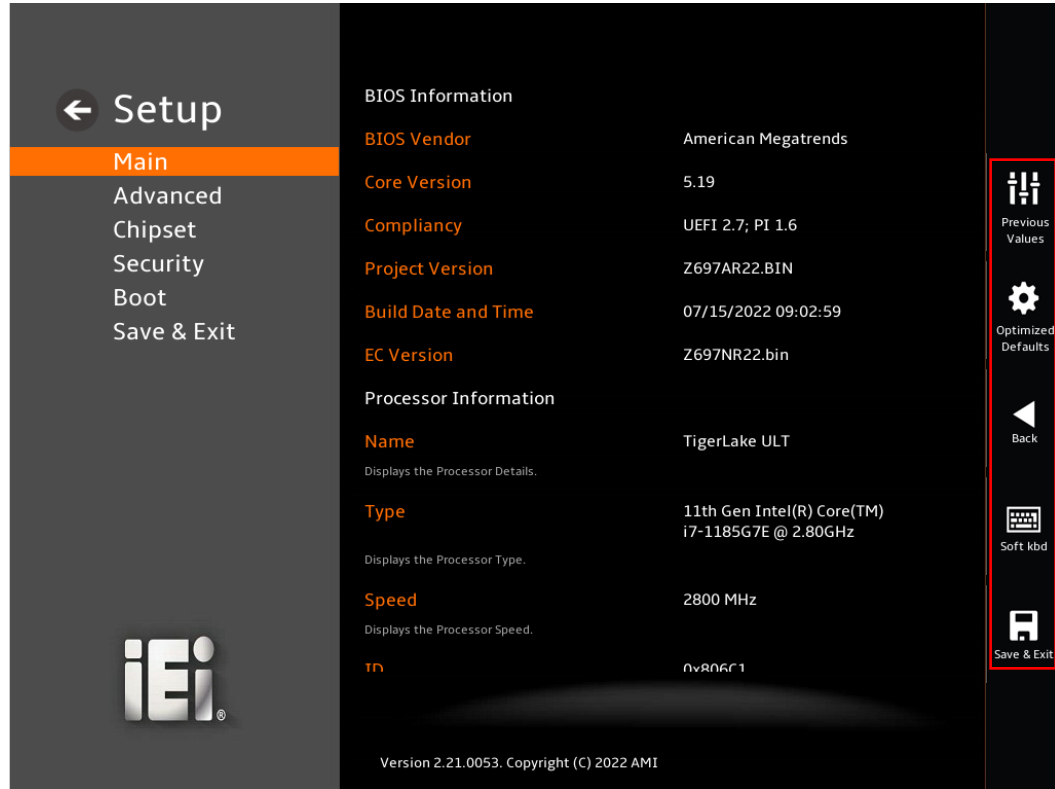 Setup
Main
Advanced
Chipset
Security
Boot
Save & Exit
iEi®
BIOS Information
BIOS Vendor American Megatrends
Core Version 5.19
Compliancy UEFI 2.7; PI 1.6
Project Version Z697AR22.BIN
Build Date and Time 07/15/2022 09:02:59
EC Version Z697NR22.bin
Processor Information
Name TigerLake ULT
Displays the Processor Details.
Type 11th Gen Intel(R) Core(TM)
i7-1185G7E @ 2.80GHz
Displays the Processor Type.
Speed 2800 MHz
Displays the Processor Speed.
ID 0x806C1
Version 2.21.0053. Copyright (C) 2022 AMI
Previous
Values
Optimized
Defaults
Back
Soft kbd
Save & Exit